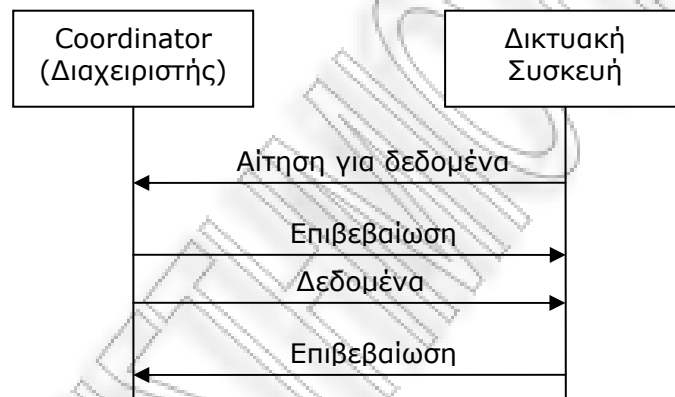 Coordinator
(Διαχειριστής)
Δικτυακή
Συσκευή
Αίτηση για δεδομένα
Επιβεβαίωση
Δεδομένα
Επιβεβαίωση